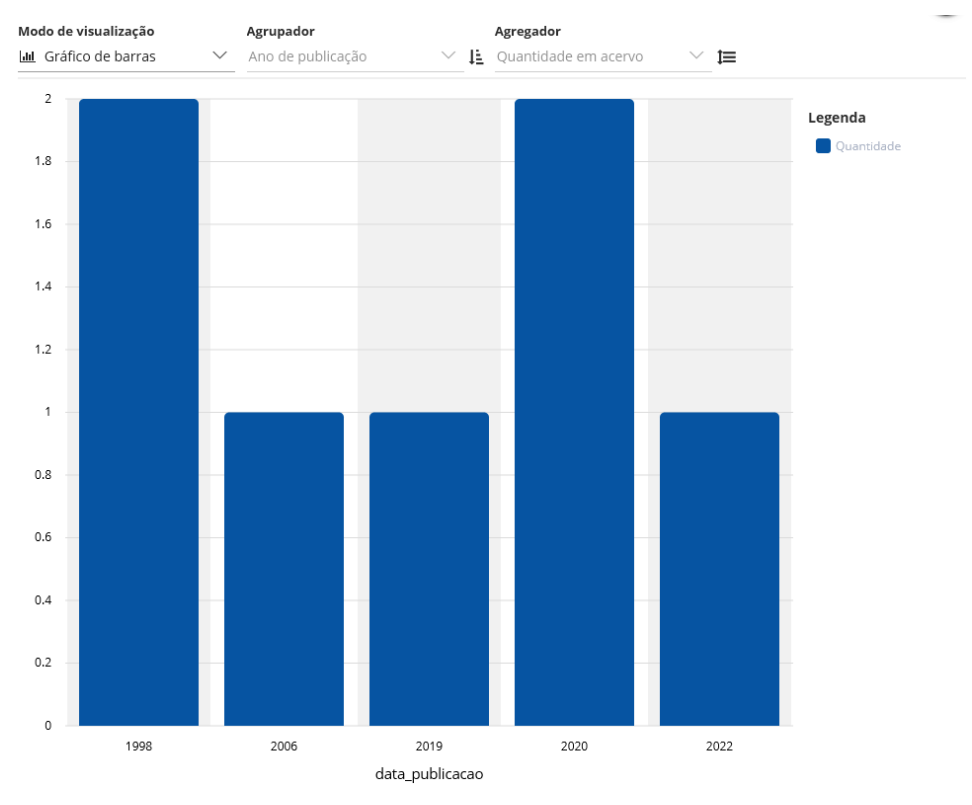 Modo de visualização Agrupador Agregador
Gráfico de barras Ano de publicação Quantidade em acervo
Legenda
Quantidade
2
1.8
1.6
1.4
1.2
1
0.8
0.6
0.4
0.2
0
1998 2006 2019 2020 2022
data_publicacao